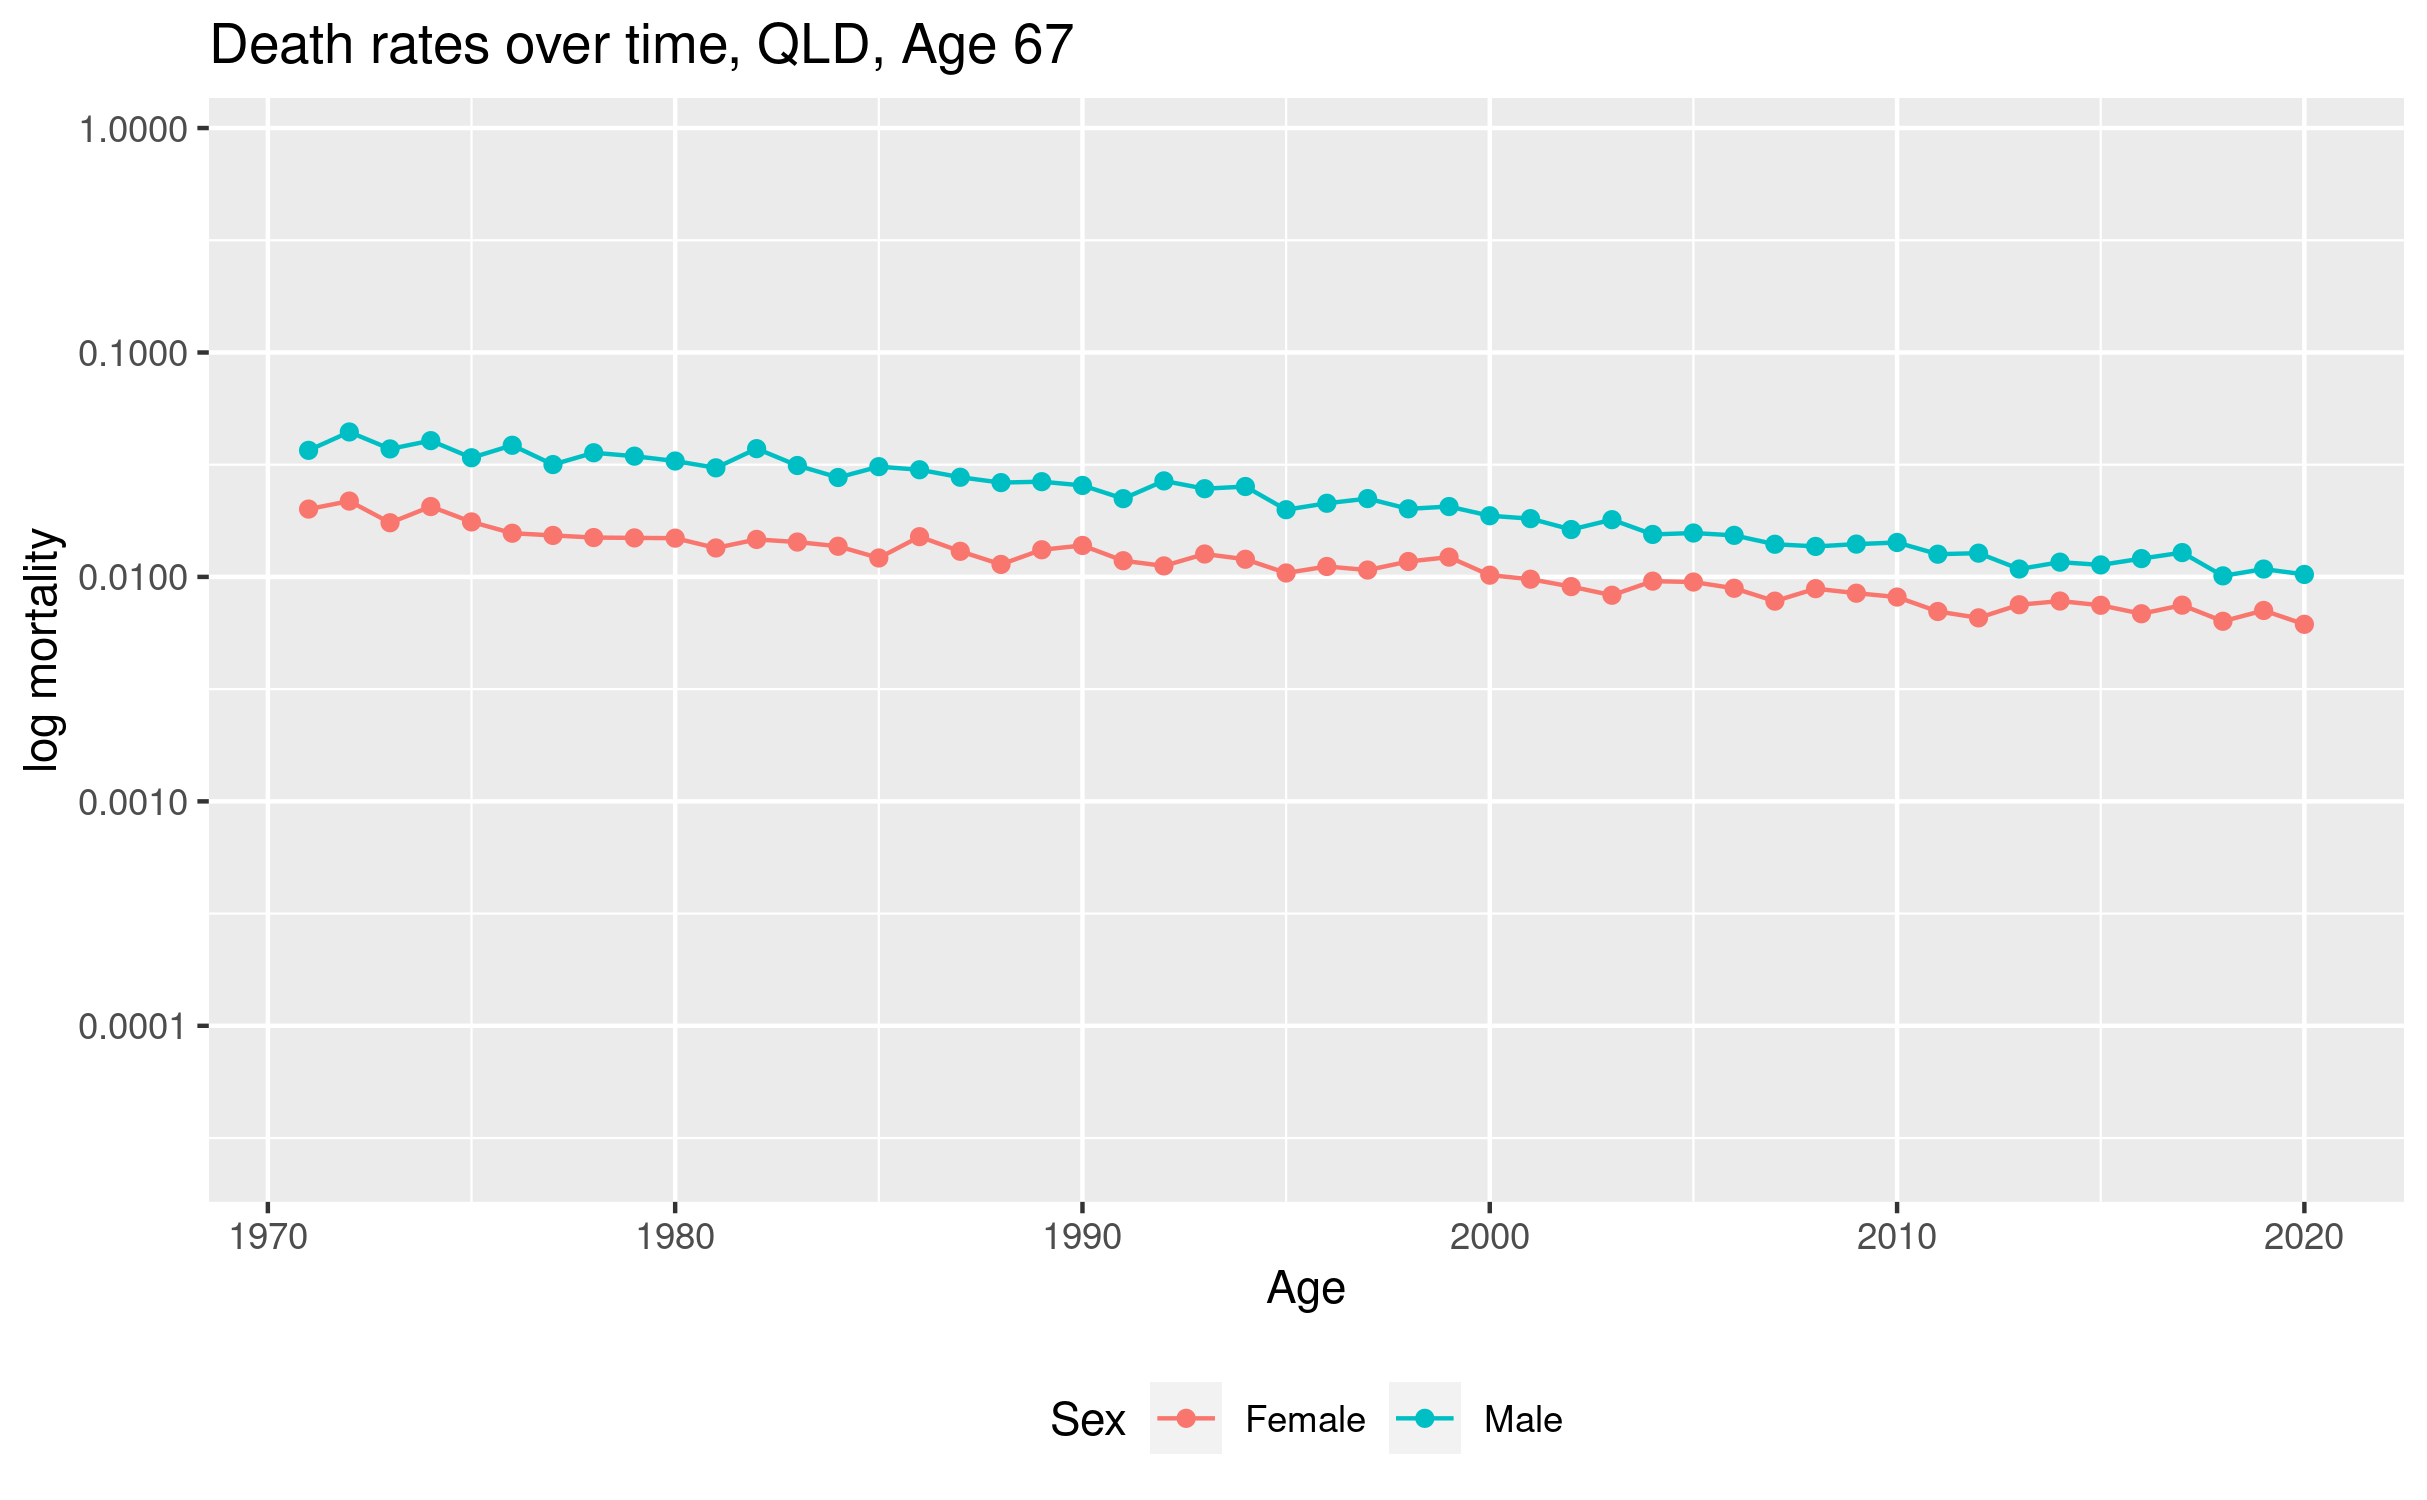 Death rates over time, QLD, Age 67
log mortality
1.0000
0.1000
0.0100
0.0010
0.0001
1970 1980 1990 2000 2010 2020
Age
Sex Female Male